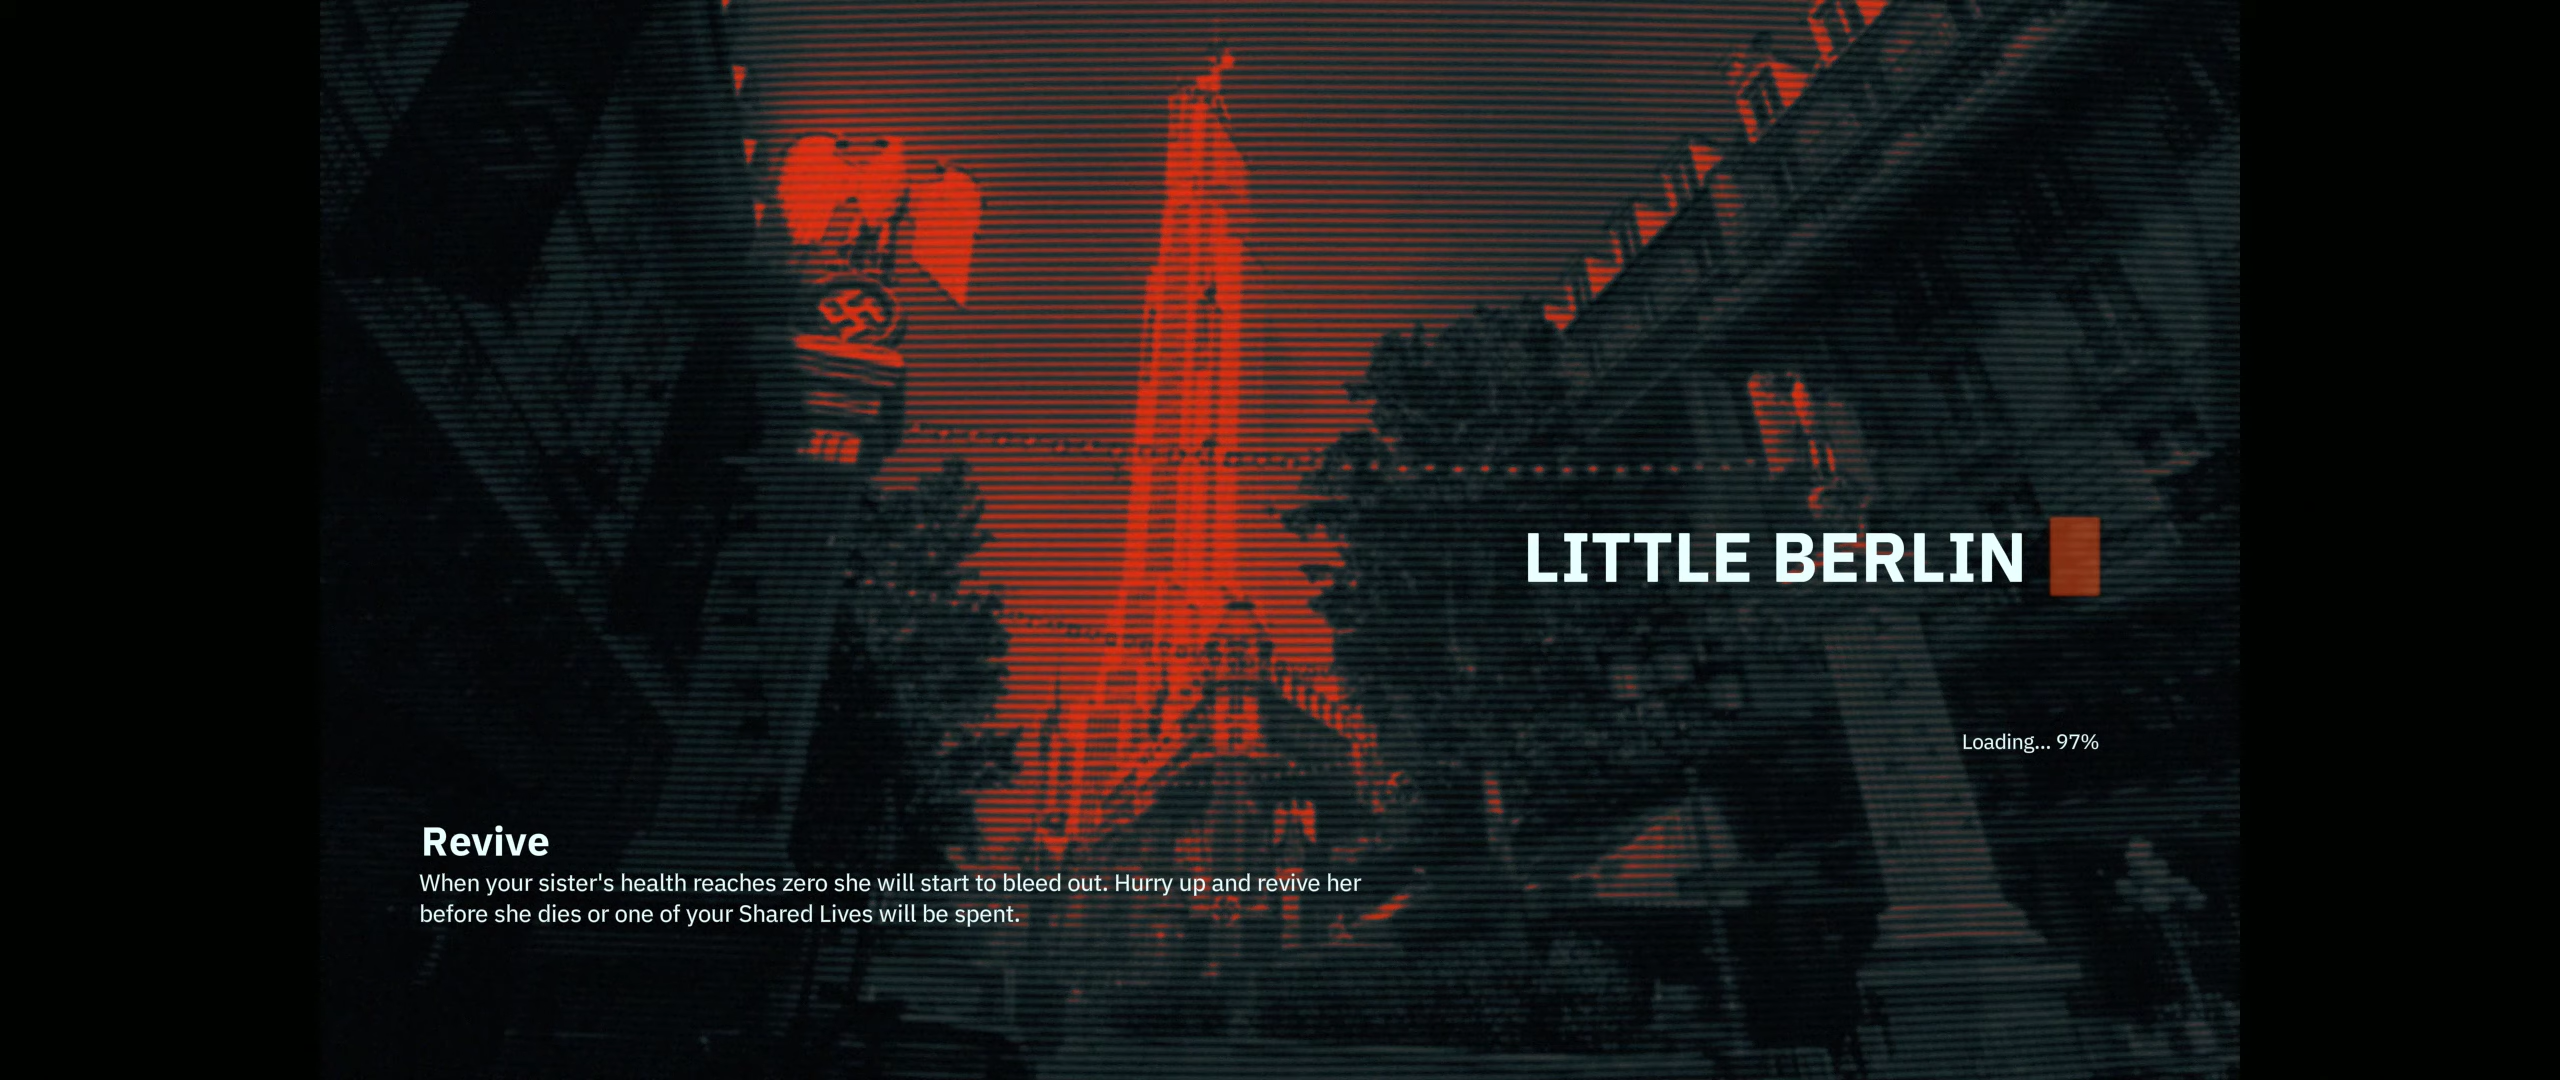 LITTLE BERLIN
Loading... 97%
Revive
When your sister's health reaches zero she will start to bleed out. Hurry up and revive her
before she dies or one of your Shared Lives will be spent.